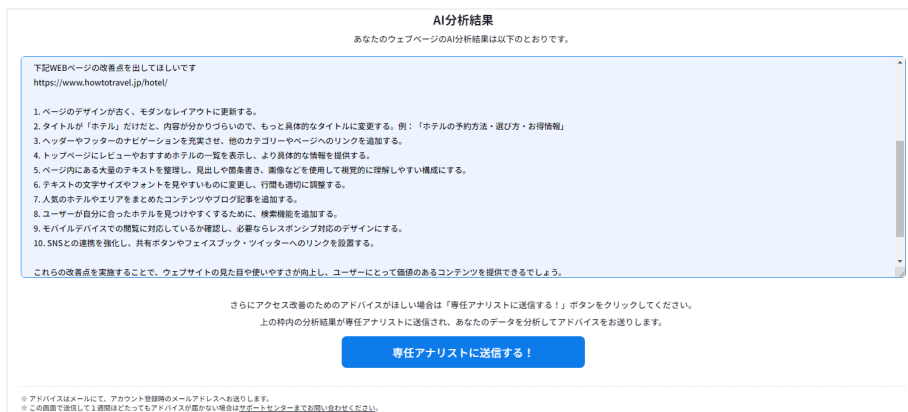 AI分析結果
あなたのウェブページのAI分析結果は以下のとおりです。
下記WEBページの改善点を出してほしいです
https://www.howtotravel.jp/hotel/
1. ページのデザインが古く、モダンなレイアウトに更新する。
2. タイトルが「ホテル」だけだと、内容が分かりづらいので、もっと具体的なタイトルに変更する。例：「ホテルの予約方法・選び方・お得情報」
3. ヘッダーやフッターのナビゲーションを充実させ、他のカテゴリーやページへのリンクを追加する。
4. トップページにレビューやおすすめホテルの一覧を表示し、より具体的な情報を提供する。
5. ページ内にある大量のテキストを整理し、見出しや箇条書き、画像などを使用して視覚的に理解しやすい構成にする。
6. テキストの文字サイズやフォントを見やすいものに変更し、行間も適切に調整する。
7. 人気のホテルやエリアをまとめたコンテンツやブログ記事を追加する。
8. ユーザーが自分に合ったホテルを見つけやすくするために、検索機能を追加する。
9. モバイルデバイスでの閲覧に対応しているか確認し、必要ならレスポンシブ対応のデザインにする。
10. SNSとの連携を強化し、共有ボタンやフェイスブック・ツイッターへのリンクを設置する。
これらの改善点を実施することで、ウェブサイトの見た目や使いやすさが向上し、ユーザーにとって価値のあるコンテンツを提供できるでしょう。
さらにアクセス改善のためのアドバイスがほしい場合は「専任アナリストに送信する！」ボタンをクリックしてください。
上の枠内の分析結果が専任アナリストに送信され、あなたのデータを分析してアドバイスをお送りします。
専任アナリストに送信する！
※ アドバイスはメールにて、アカウント登録時のメールアドレスへお送りします。
※ この画面で送信して１週間ほどたってもアドバイスが届かない場合はサポートセンターまでお問い合わせください。